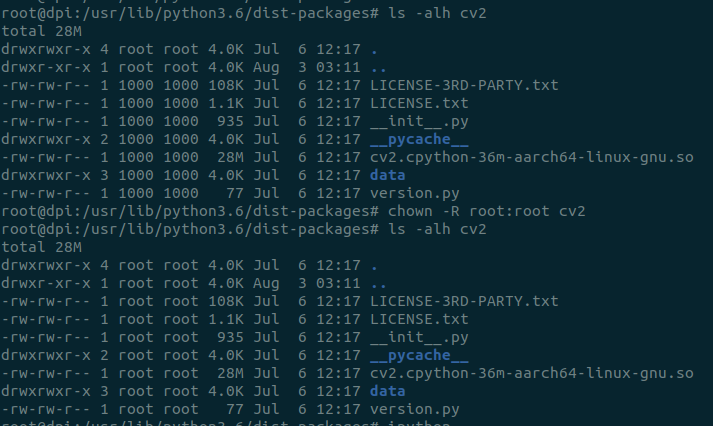 root@dpi:/usr/lib/python3.6/dist-packages# ls -alh cv2
total 28M
drwxrwxr-x 4 root root 4.0K Jul  6 12:17 .
drwxr-xr-x 1 root root 4.0K Aug  3 03:11 ..
-rw-rw-r-- 1 1000 1000 108K Jul  6 12:17 LICENSE-3RD-PARTY.txt
-rw-rw-r-- 1 1000 1000 1.1K Jul  6 12:17 LICENSE.txt
-rw-rw-r-- 1 1000 1000  935 Jul  6 12:17 __init__.py
drwxrwxr-x 2 1000 1000 4.0K Jul  6 12:17 __pycache__
-rw-rw-r-- 1 1000 1000  28M Jul  6 12:17 cv2.cpython-36m-aarch64-linux-gnu.so
drwxrwxr-x 3 1000 1000 4.0K Jul  6 12:17 data
-rw-rw-r-- 1 1000 1000   77 Jul  6 12:17 version.py
root@dpi:/usr/lib/python3.6/dist-packages# chown -R root:root cv2
root@dpi:/usr/lib/python3.6/dist-packages# ls -alh cv2
total 28M
drwxrwxr-x 4 root root 4.0K Jul  6 12:17 .
drwxr-xr-x 1 root root 4.0K Aug  3 03:11 ..
-rw-rw-r-- 1 root root 108K Jul  6 12:17 LICENSE-3RD-PARTY.txt
-rw-rw-r-- 1 root root 1.1K Jul  6 12:17 LICENSE.txt
-rw-rw-r-- 1 root root  935 Jul  6 12:17 __init__.py
drwxrwxr-x 2 root root 4.0K Jul  6 12:17 __pycache__
-rw-rw-r-- 1 root root  28M Jul  6 12:17 cv2.cpython-36m-aarch64-linux-gnu.so
drwxrwxr-x 3 root root 4.0K Jul  6 12:17 data
-rw-rw-r-- 1 root root   77 Jul  6 12:17 version.py
root@dpi:/usr/lib/python3.6/dist-packages# ipython